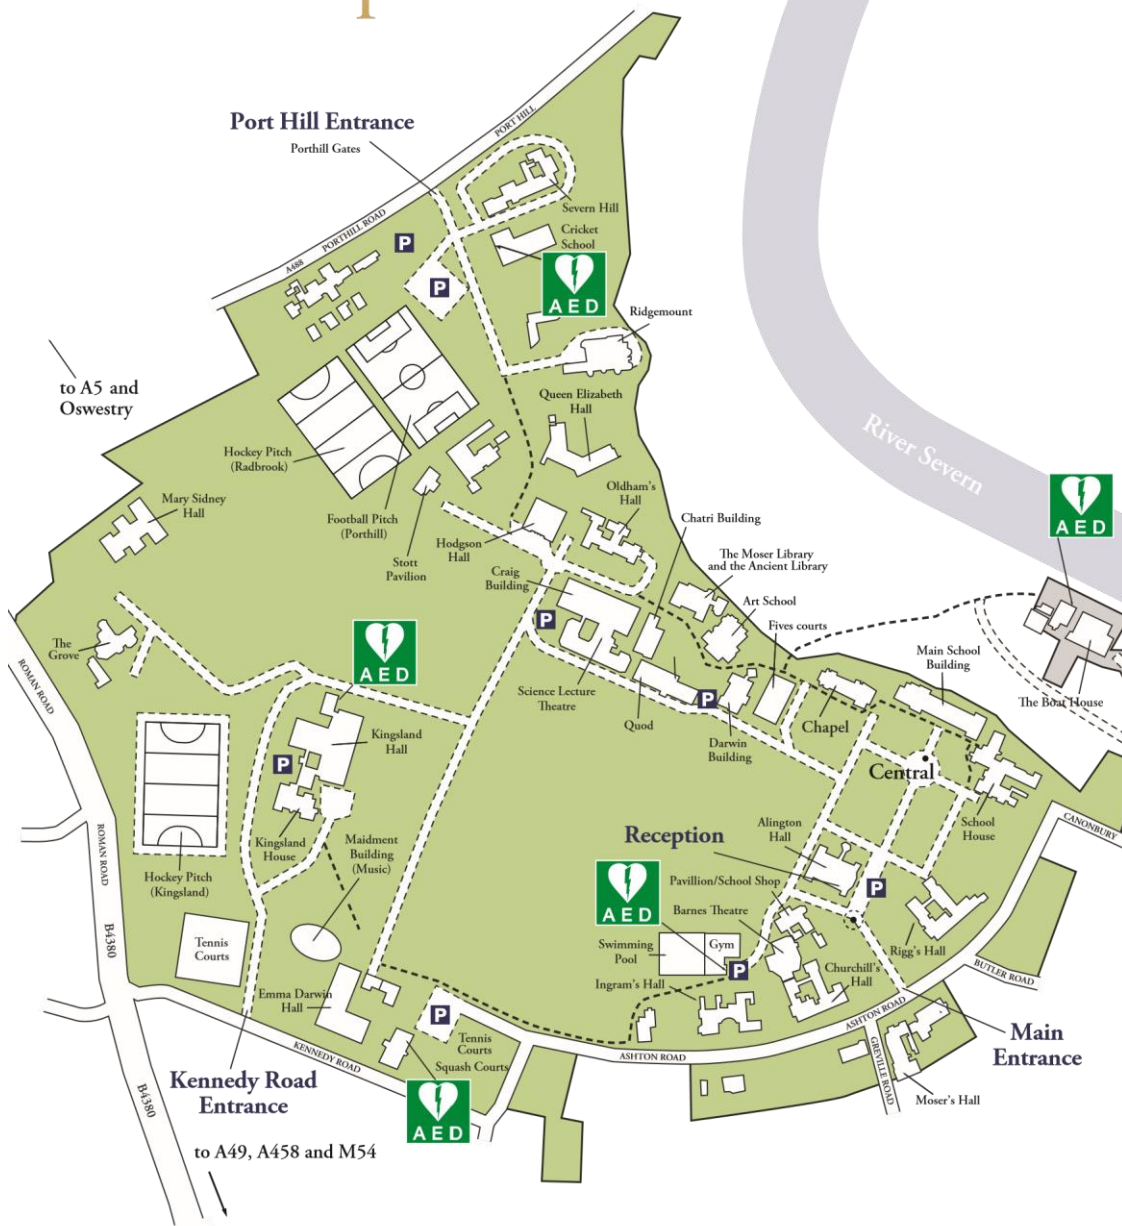 PORT HILL
Port Hill Entrance
Porthill Gates
Severn Hill
PORTHILL ROAD
Cricket
School
P
A488
AED
P
Ridgemount
to A5 and
Oswestry
Queen Elizabeth
Hall
River Severn
Hockey Pitch
(Radbrook)
AED
Oldham's
Hall
Mary Sidney
Hall
Football Pitch
(Porthill)
Chatri Building
Hodgson
Hall
Stott
Pavilion
The Moser Library
and the Ancient Library
Craig
Building
Art School
P
Fives courts
The
Grove
AED
Main School
Building
ROMAN ROAD
Science Lecture
Theatre
P
The Boat House
Quod
Chapel
Kingsland
Hall
Darwin
Building
P
Central
CANONBURY
Alington
Hall
School
House
ROMAN ROAD
Kingsland
House
Maidment
Building
(Music)
Reception
Hockey Pitch
(Kingsland)
Pavillion/School Shop
P
AED
Barnes Theatre
B4380
Tennis
Courts
Swimming
Pool
Gym
Rigg's Hall
P
Churchill's
Hall
BUTLER ROAD
Ingram's Hall
Emma Darwin
Hall
P
ASHTON ROAD
Main
Entrance
Tennis
Courts
KENNEDY ROAD
ASHTON ROAD
GREVILLE ROAD
Squash Courts
Kennedy Road
Entrance
B4380
Moser's Hall
AED
to A49, A458 and M54